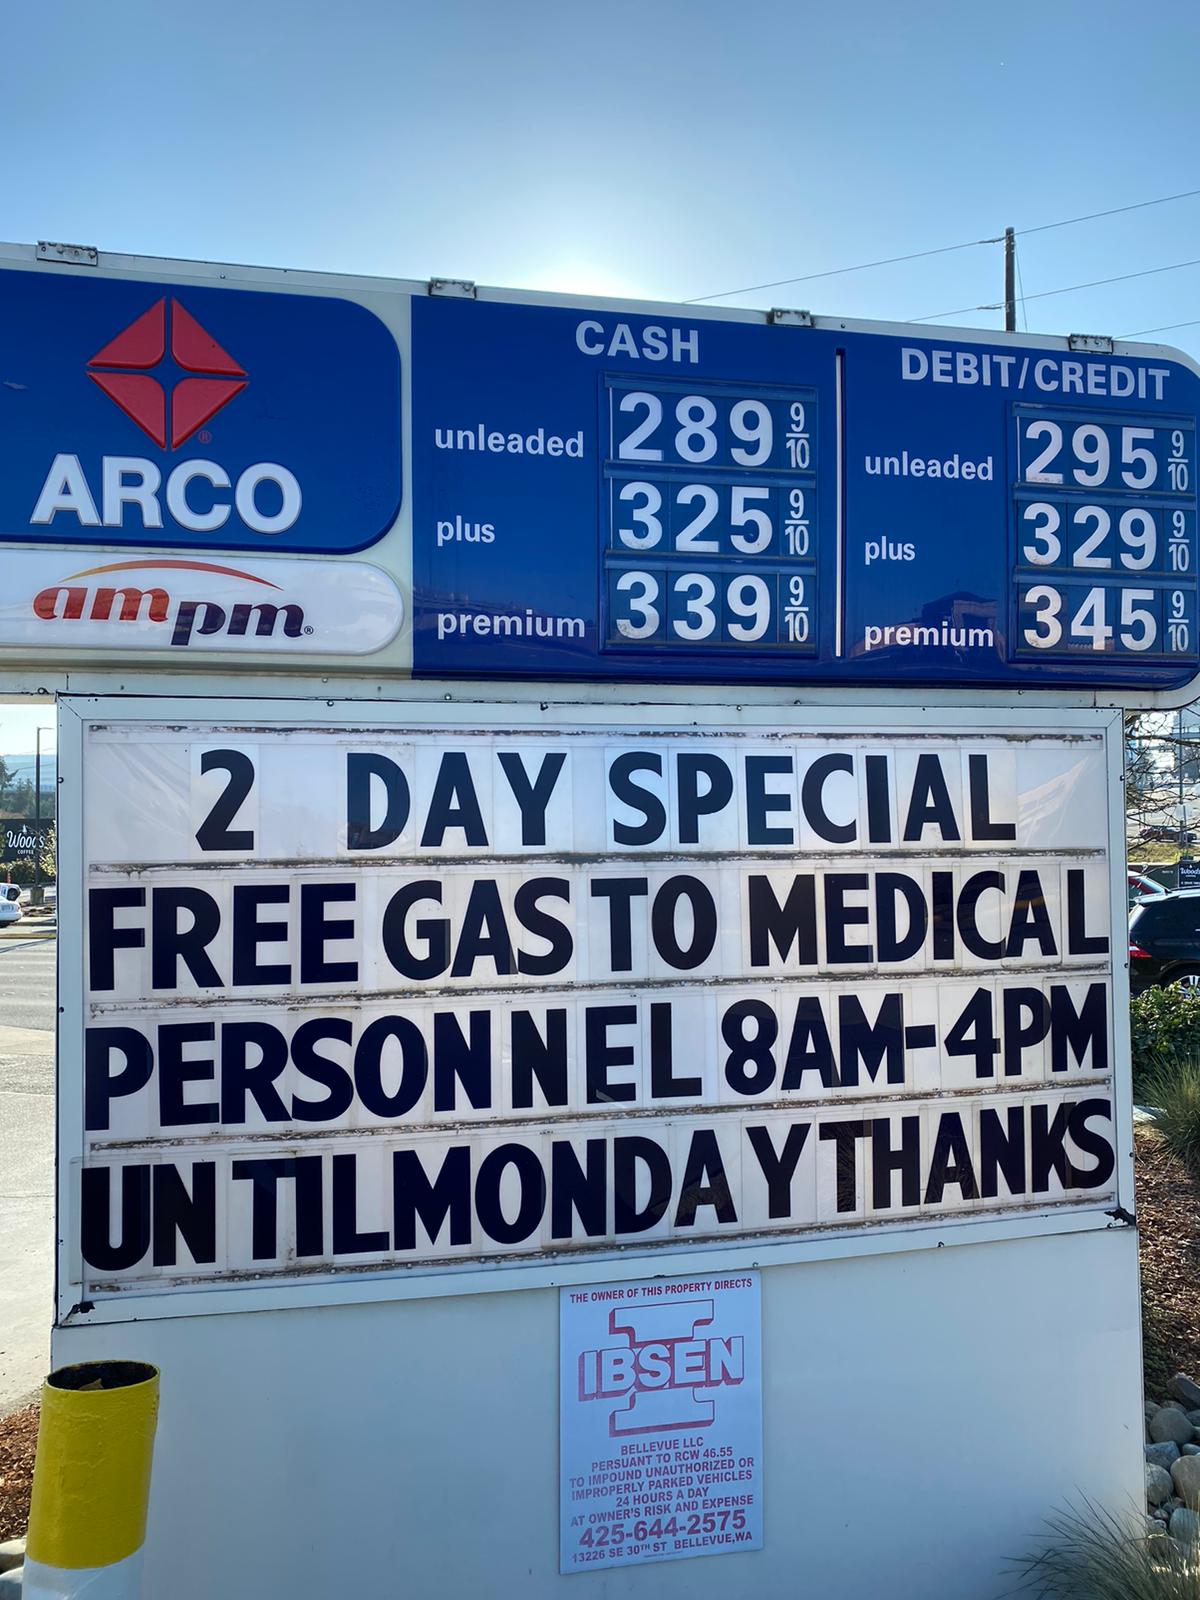 ARCO
ampm
CASH
unleaded 289 9/10
plus 325 9/10
premium 339 9/10
DEBIT/CREDIT
unleaded 295 9/10
plus 329 9/10
premium 345 9/10
2 DAY SPECIAL
FREE GAS TO MEDICAL
PERSONNEL 8AM-4PM
UNTIL MONDAY THANKS
THE OWNER OF THIS PROPERTY DIRECTS
I
IBSEN
BELLEVUE LLC
PERSUANT TO RCW 46.55
TO IMPOUND UNAUTHORIZED OR
IMPROPERLY PARKED VEHICLES
24 HOURS A DAY
AT OWNER'S RISK AND EXPENSE
425-644-2575
13226 SE 30TH ST BELLEVUE, WA
Woods
COFFEE